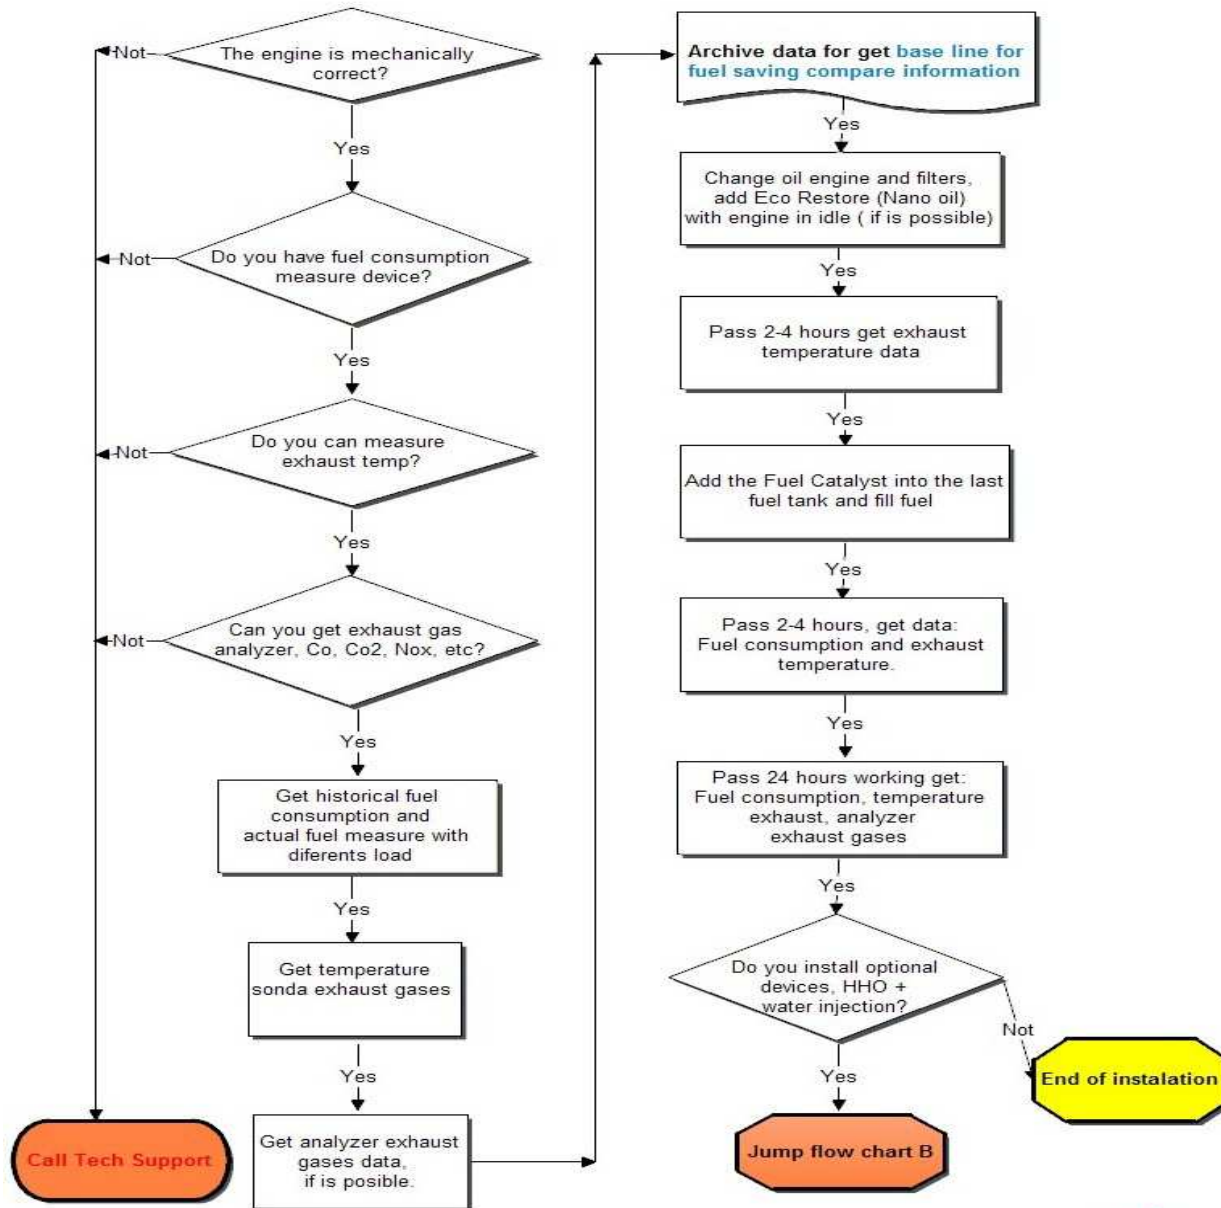 Not
The engine is mechanically
correct?
Yes
Not
Do you have fuel consumption
measure device?
Yes
Not
Do you can measure
exhaust temp?
Yes
Not
Can you get exhaust gas
analyzer, Co, Co2, Nox, etc?
Yes
Get historical fuel
consumption and
actual fuel measure with
diferents load
Yes
Get temperature
sonda exhaust gases
Yes
Get analyzer exhaust
gases data,
if is posible.
Call Tech Support
Archive data for get base line for
fuel saving compare information
Yes
Change oil engine and filters,
add Eco Restore (Nano oil)
with engine in idle ( if is possible)
Yes
Pass 2-4 hours get exhaust
temperature data
Yes
Add the Fuel Catalyst into the last
fuel tank and fill fuel
Yes
Pass 2-4 hours, get data:
Fuel consumption and exhaust
temperature.
Yes
Pass 24 hours working get:
Fuel consumption, temperature
exhaust, analyzer
exhaust gases
Yes
Do you install optional
devices, HHO +
water injection?
Not
End of instalation
Yes
Jump flow chart B